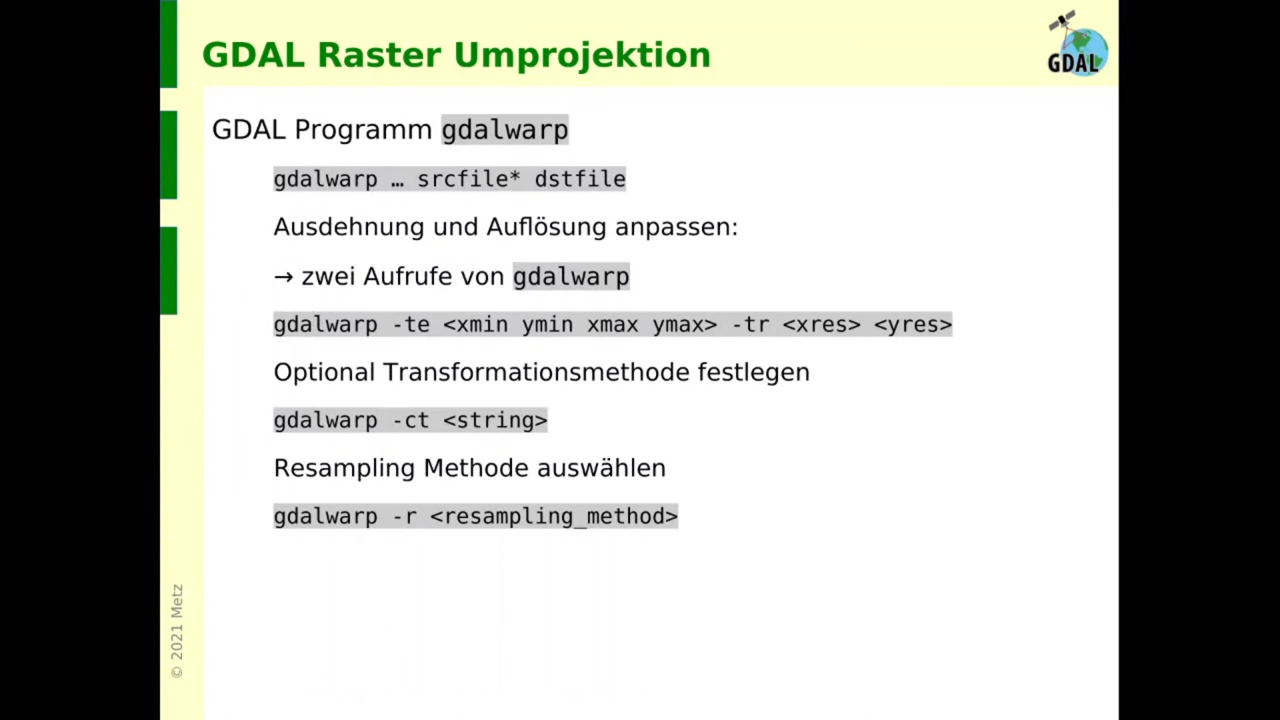 GDAL Raster Umprojektion
GDAL
GDAL Programm gdalwarp
gdalwarp … srcfile* dstfile
Ausdehnung und Auflösung anpassen:
→ zwei Aufrufe von gdalwarp
gdalwarp -te <xmin ymin xmax ymax> -tr <xres> <yres>
Optional Transformationsmethode festlegen
gdalwarp -ct <string>
Resampling Methode auswählen
gdalwarp -r <resampling_method>
© 2021 Metz